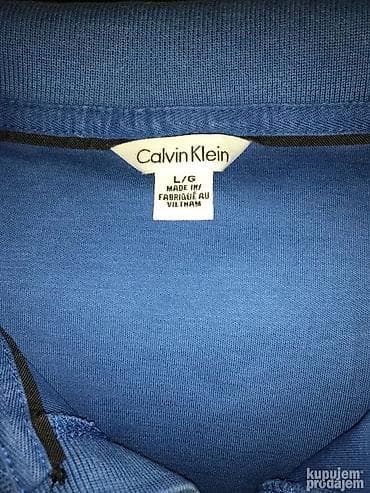 Calvin Klein
L/G
MADE IN/
FABRIQUÉ AU
VIETNAM
kupujem
prodajem